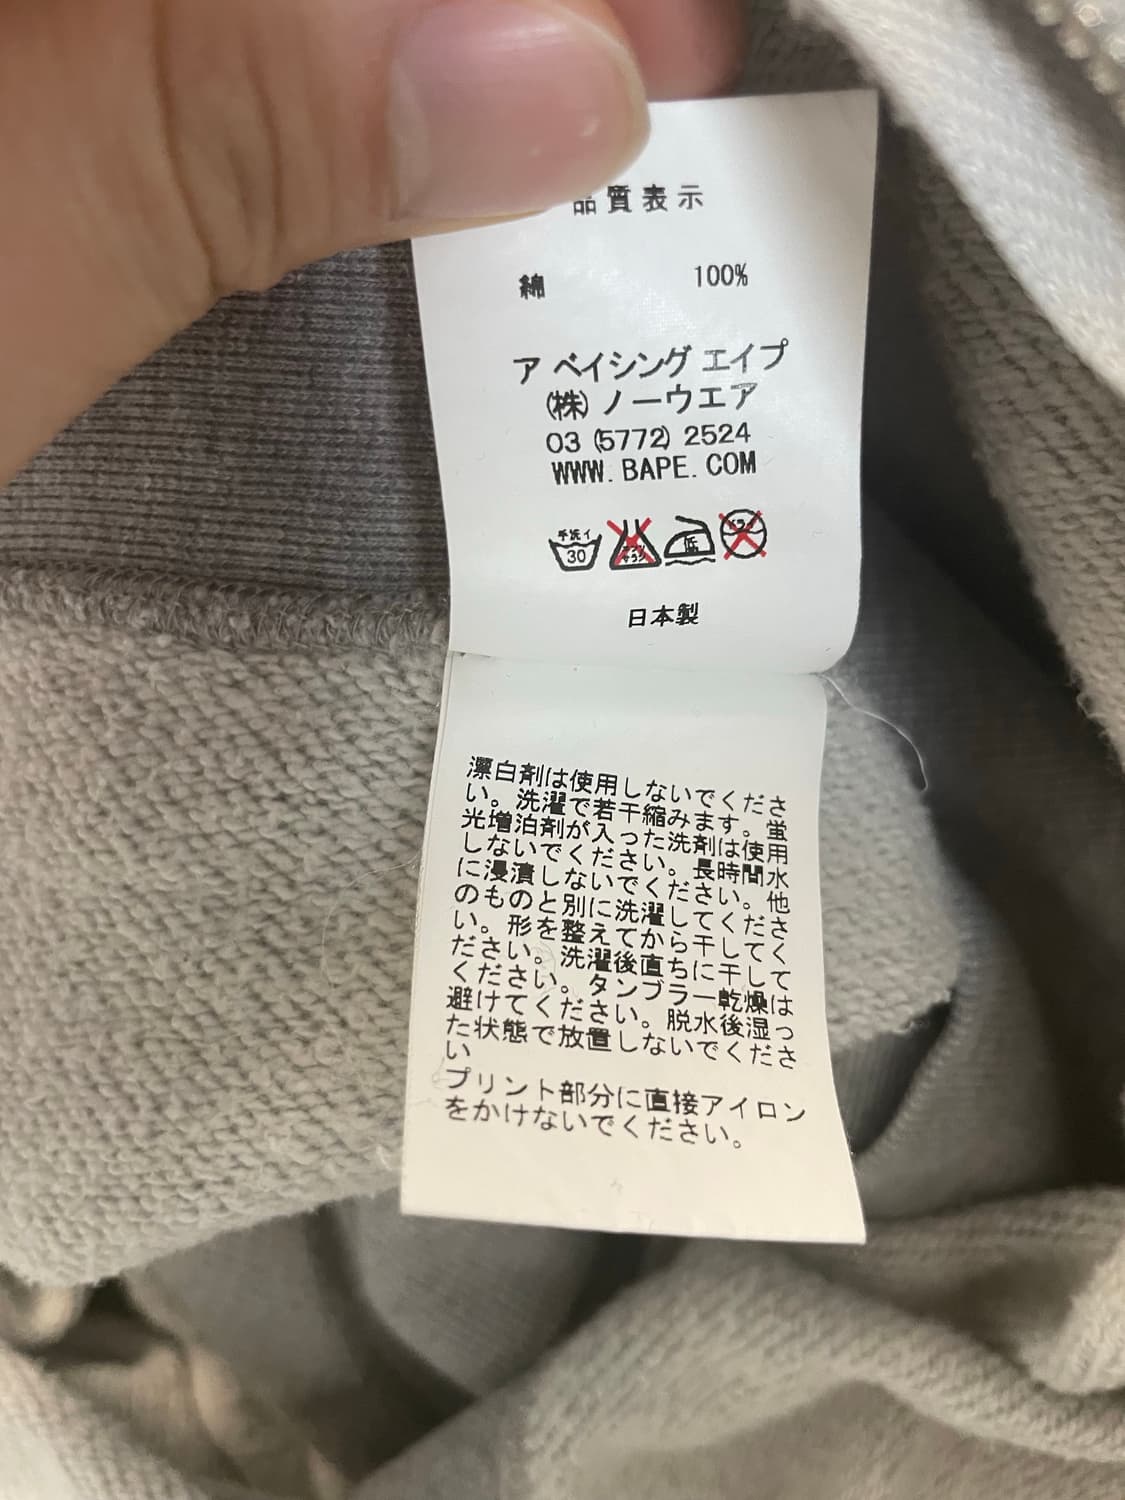 品質表示
綿 100%
ア ベイシング エイプ
(株) ノーウエア
03 (5772) 2524
WWW. BAPE. COM
手洗イ
30
低
日本製
漂白剤は使用しないでくださ
い。洗濯で若干縮みます。蛍
光増泊剤が入った洗剤は使用
しないでください。長時間水
に浸漬しないでください。他
のものと別に洗濯してくださ
い。形を整えてから干してく
ださい。洗濯後直ちに干して
ください。タンブラー乾燥は
避けてください。脱水後湿っ
た状態で放置しないでくださ
い
プリント部分に直接アイロン
をかけないでください。